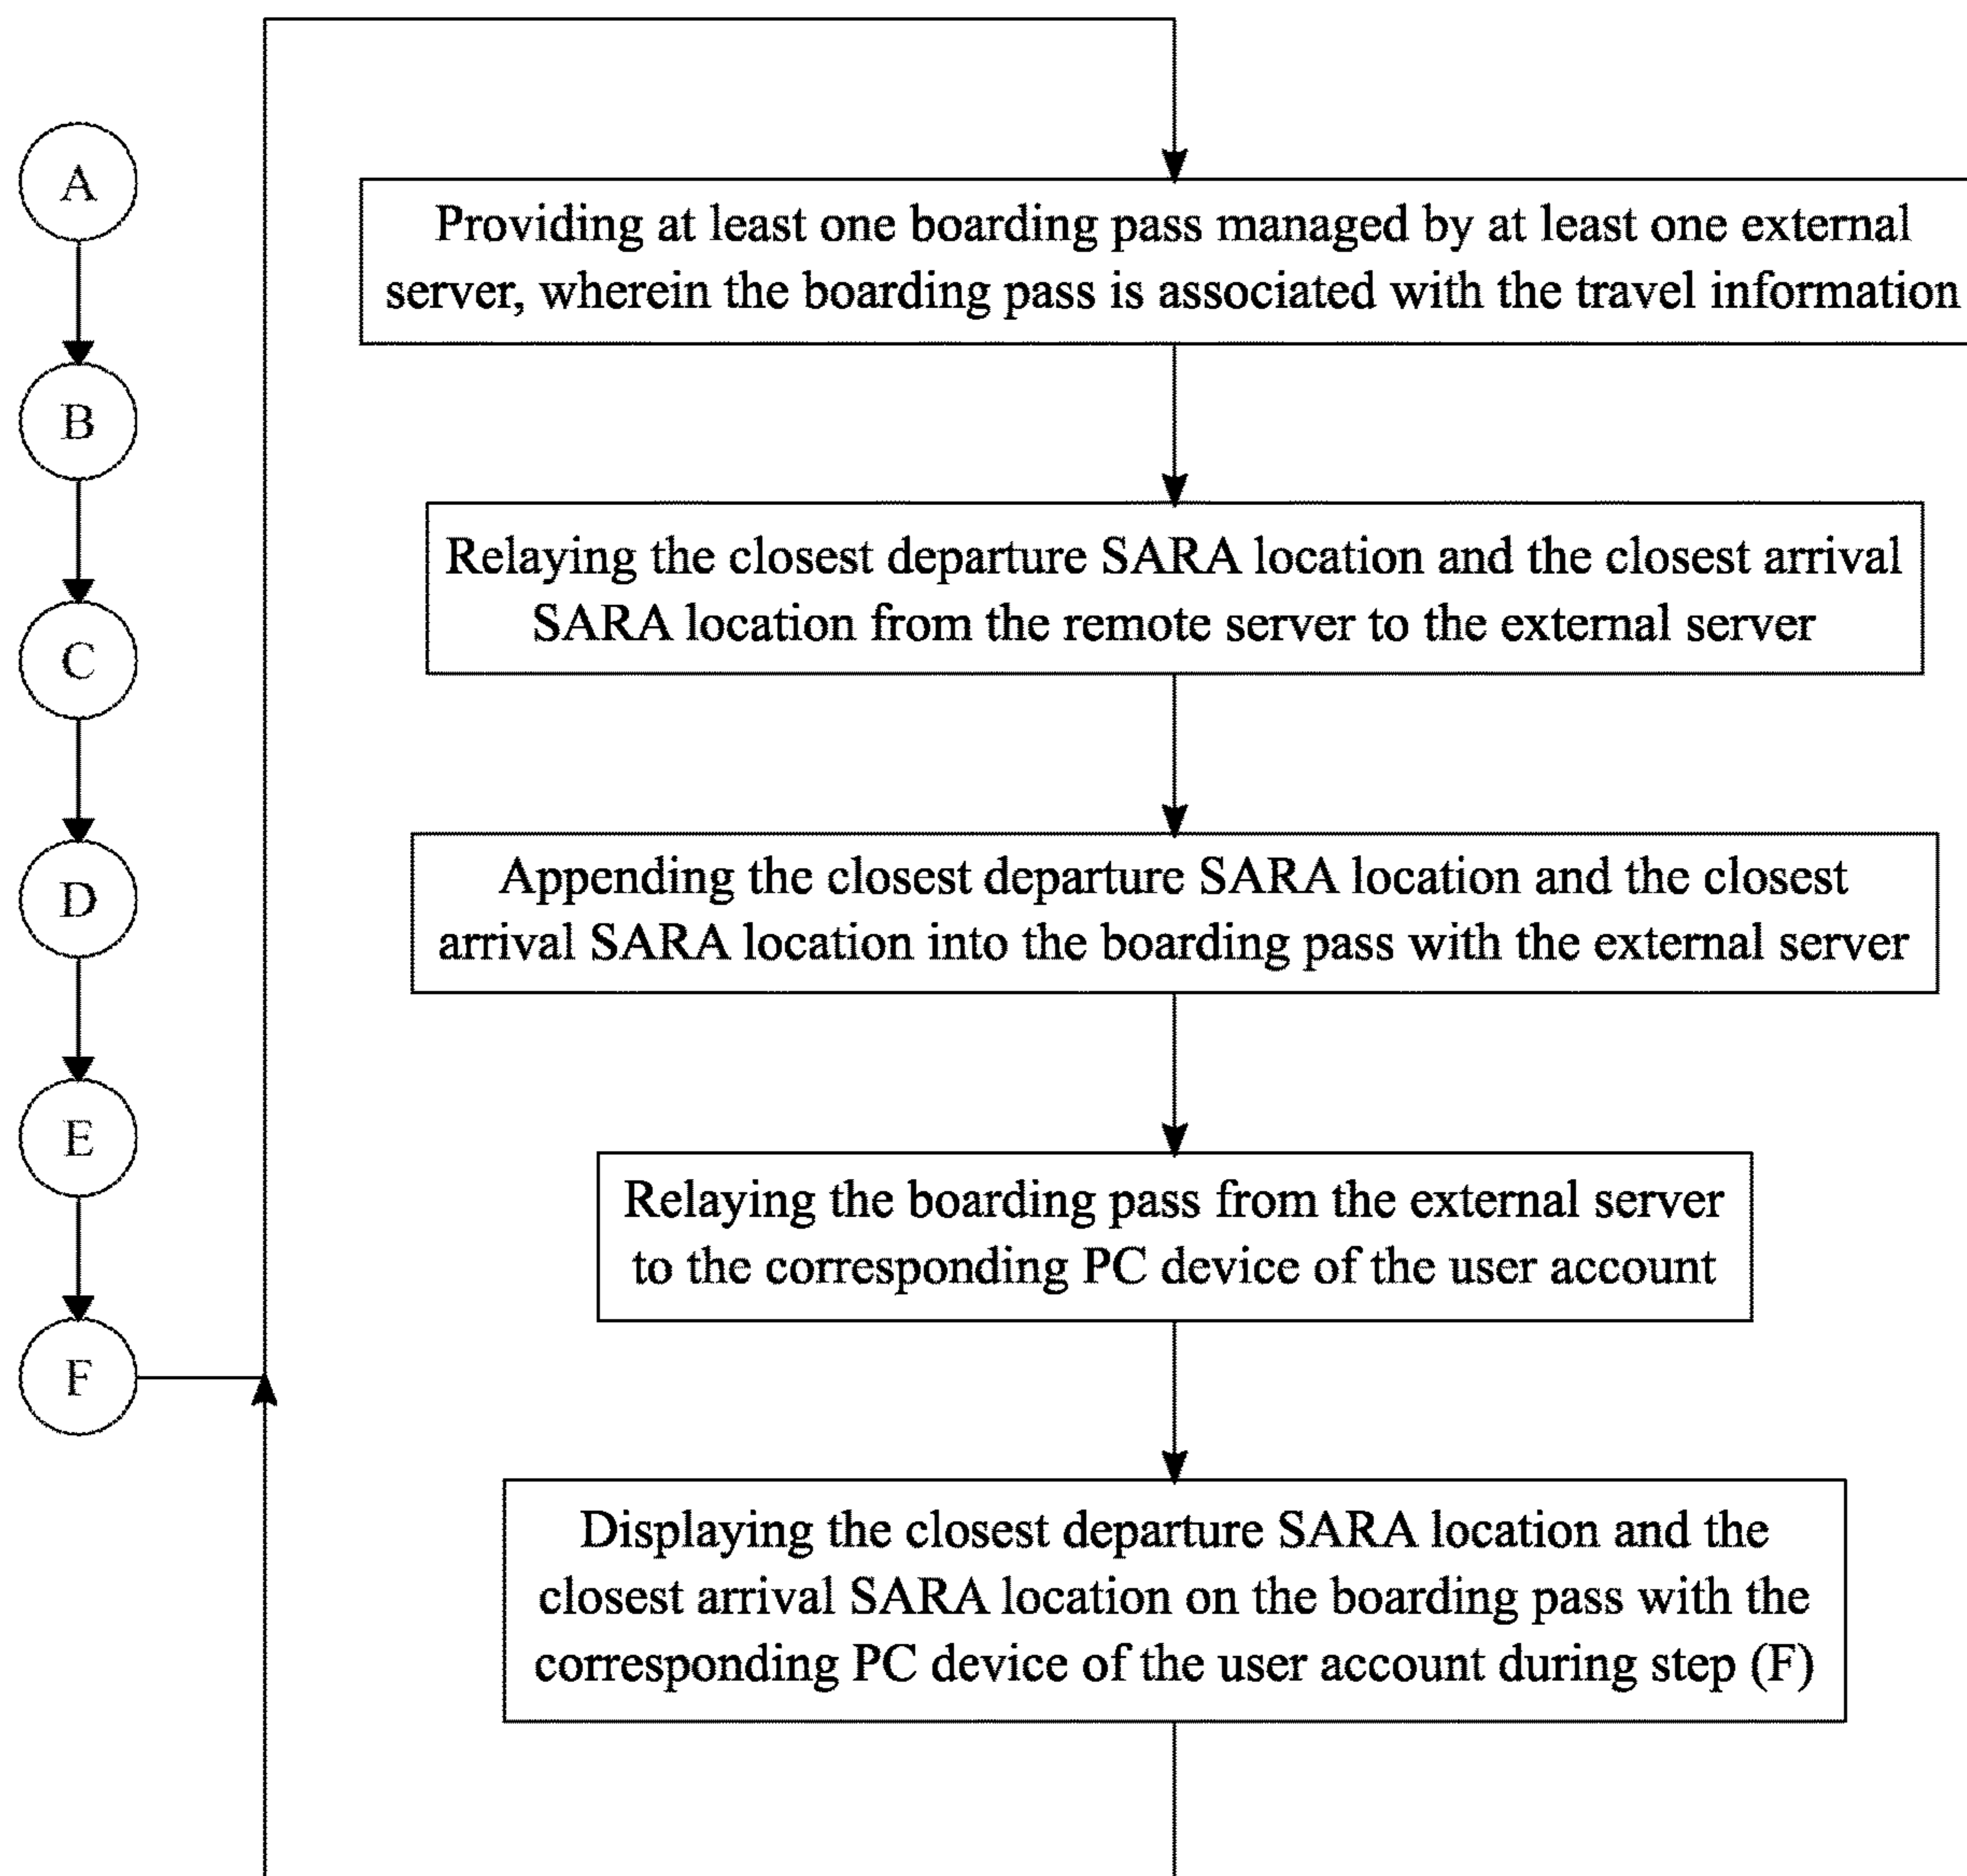 A
B
C
D
E
F
Providing at least one boarding pass managed by at least one external
server, wherein the boarding pass is associated with the travel information
Relaying the closest departure SARA location and the closest arrival
SARA location from the remote server to the external server
Appending the closest departure SARA location and the closest
arrival SARA location into the boarding pass with the external server
Relaying the boarding pass from the external server
to the corresponding PC device of the user account
Displaying the closest departure SARA location and the
closest arrival SARA location on the boarding pass with the
corresponding PC device of the user account during step (F)